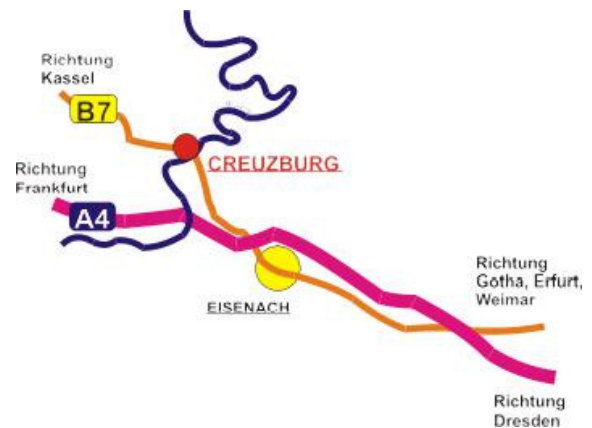 Richtung
Kassel
B7
CREUZBURG
Richtung
Frankfurt
A4
Richtung
Gotha, Erfurt,
Weimar
EISENACH
Richtung
Dresden